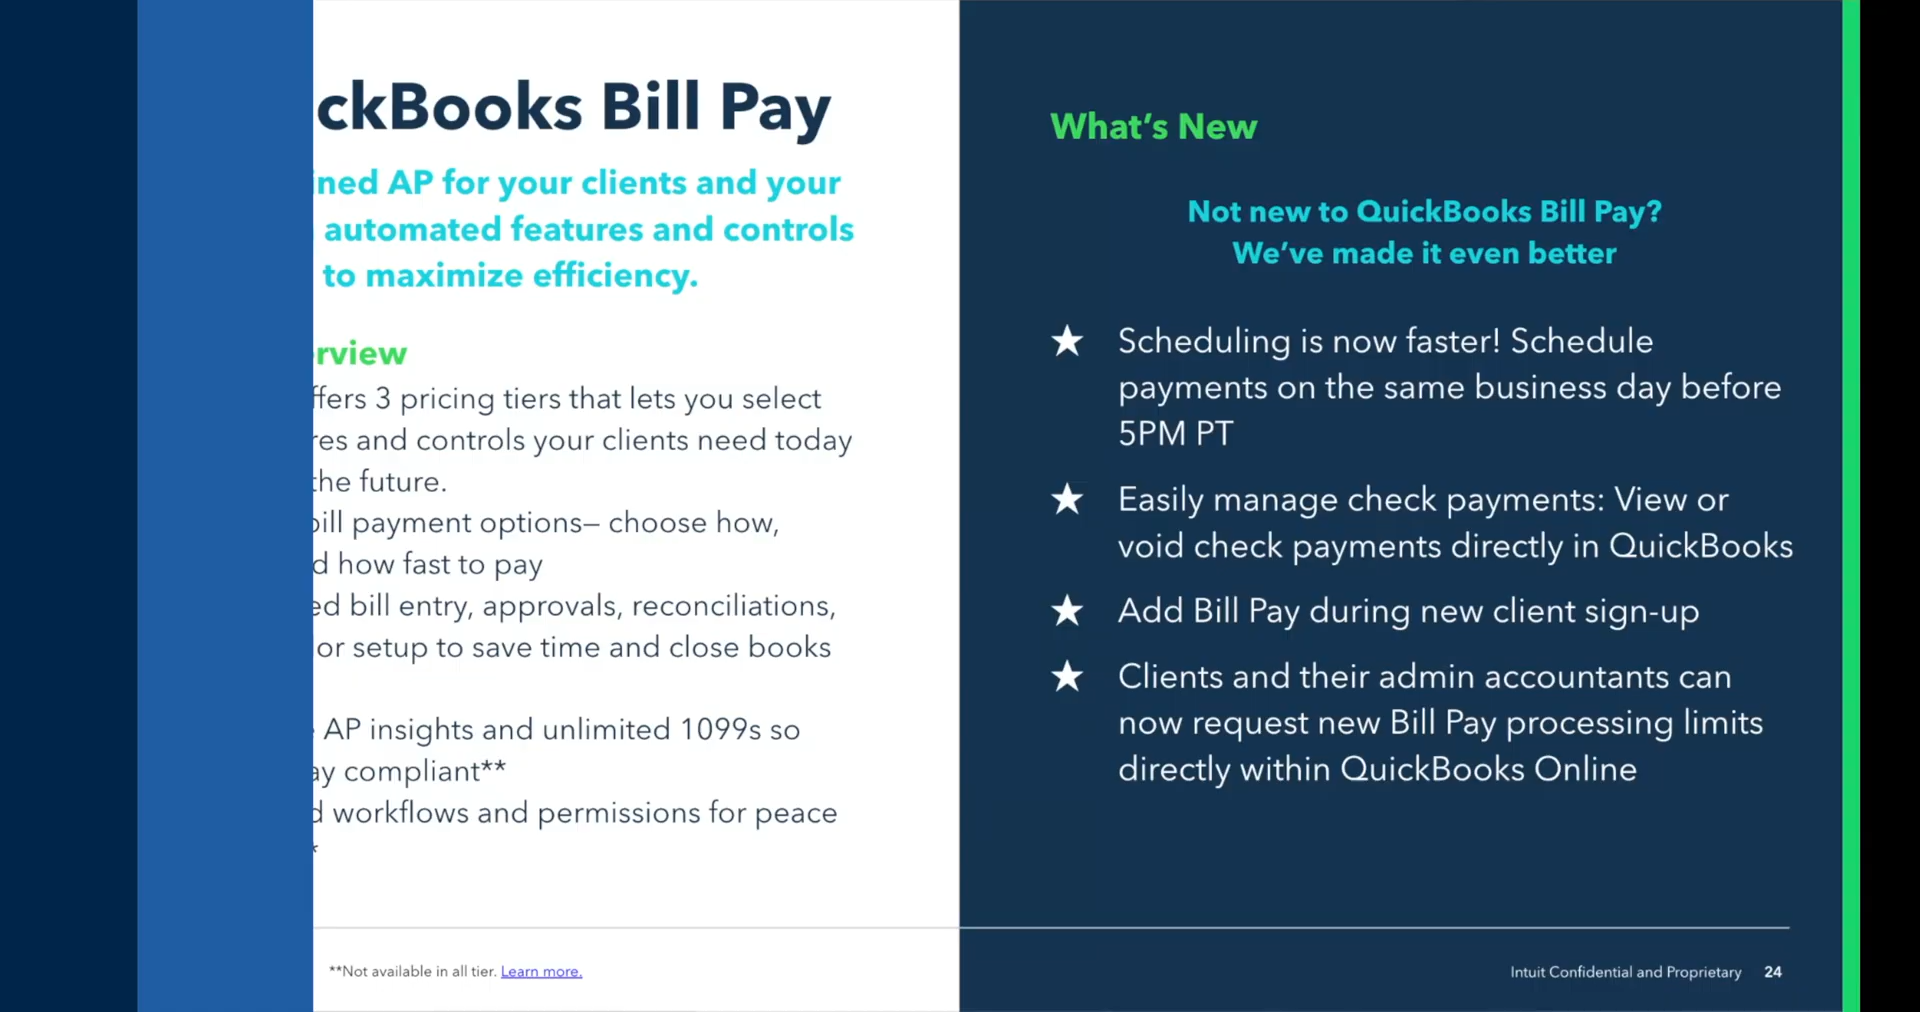 ckBooks Bill Pay
ined AP for your clients and your
automated features and controls
to maximize efficiency.
rview
ffers 3 pricing tiers that lets you select
res and controls your clients need today
the future.
bill payment options— choose how,
d how fast to pay
ed bill entry, approvals, reconciliations,
or setup to save time and close books
AP insights and unlimited 1099s so
ay compliant**
d workflows and permissions for peace
*
**Not available in all tier. Learn more.
What's New
Not new to QuickBooks Bill Pay?
We've made it even better
★ Scheduling is now faster! Schedule
payments on the same business day before
5PM PT
★ Easily manage check payments: View or
void check payments directly in QuickBooks
★ Add Bill Pay during new client sign-up
★ Clients and their admin accountants can
now request new Bill Pay processing limits
directly within QuickBooks Online
Intuit Confidential and Proprietary 24